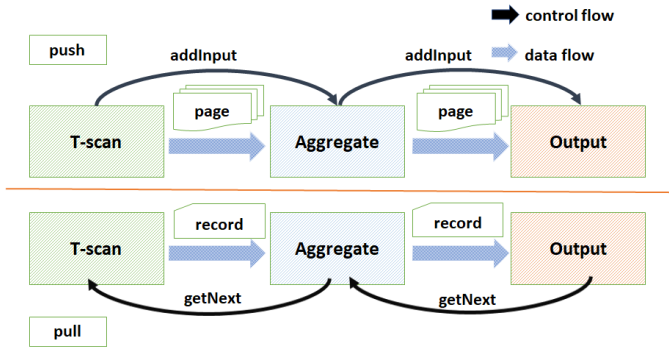 control flow
push
addInput
addInput
data flow
page
page
T-scan
Aggregate
Output
record
record
T-scan
Aggregate
Output
getNext
getNext
pull